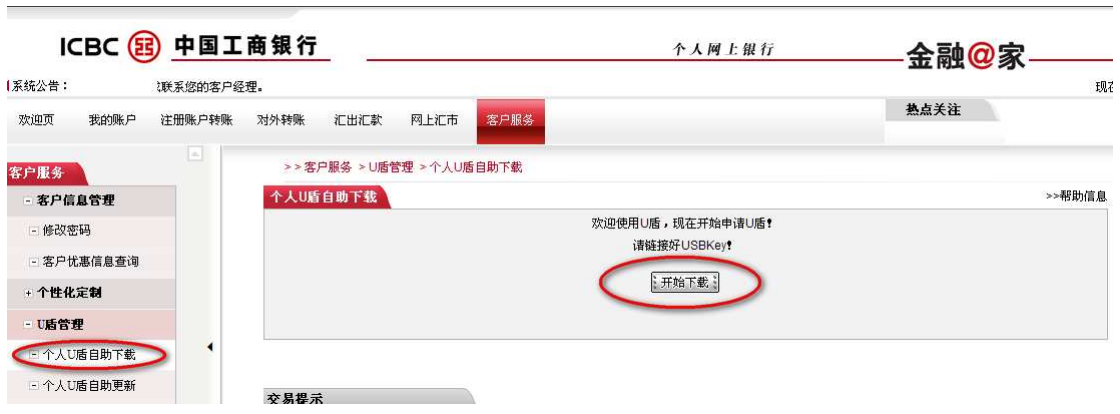 ICBC 中国工商银行
个人网上银行
金融@家
系统公告：
联系您的客户经理。
现在
欢迎页 我的账户 注册账户转账 对外转账 汇出汇款 网上汇市 客户服务
热点关注
客户服务
>>客户服务 >U盾管理 >个人U盾自助下载
客户信息管理
个人U盾自助下载
>>帮助信息
修改密码
欢迎使用U盾，现在开始申请U盾！
请链接好USBKey！
客户优惠信息查询
开始下载
个性化定制
U盾管理
个人U盾自助下载
个人U盾自助更新
交易提示